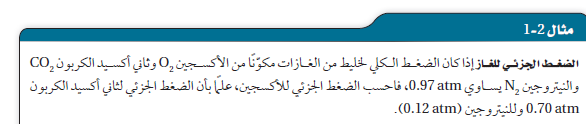 مثال 2-1
الضغط الجزئي للغاز إذا كان الضغط الكلي لخليط من الغازات مكوّنًا من الأكسجين O₂ وثاني أكسيد الكربون CO₂
والنيتروجين N₂ يساوي 0.97 atm، فاحسب الضغط الجزئي للأكسجين، علمًا بأن الضغط الجزئي لثاني أكسيد الكربون
0.70 atm وللنيتروجين (0.12 atm).